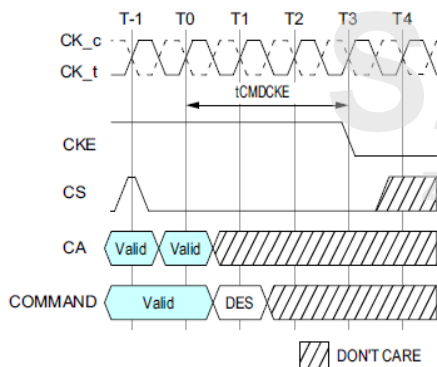 T-1 T0 T1 T2 T3 T4
CK_c
CK_t
tCMDCKE
CKE
CS
CA Valid Valid
COMMAND Valid DES
DON'T CARE